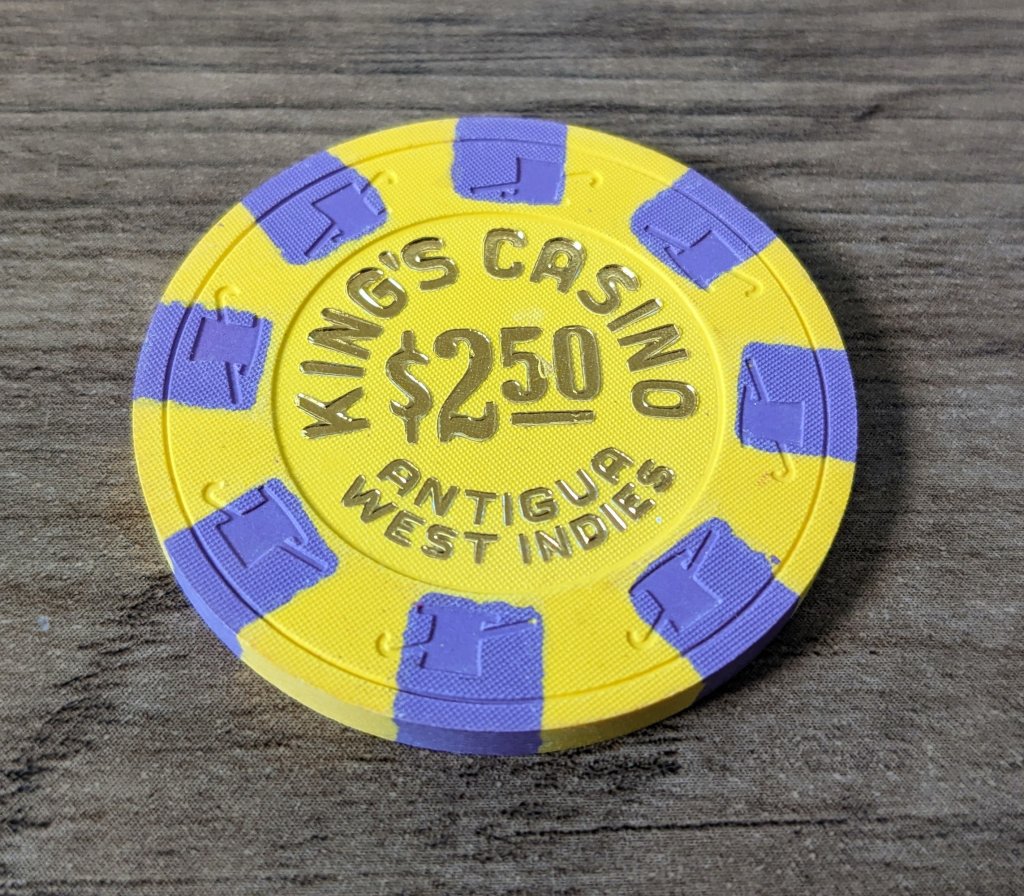 KING'S CASINO
$2.50
ANTIGUA
WEST INDIES